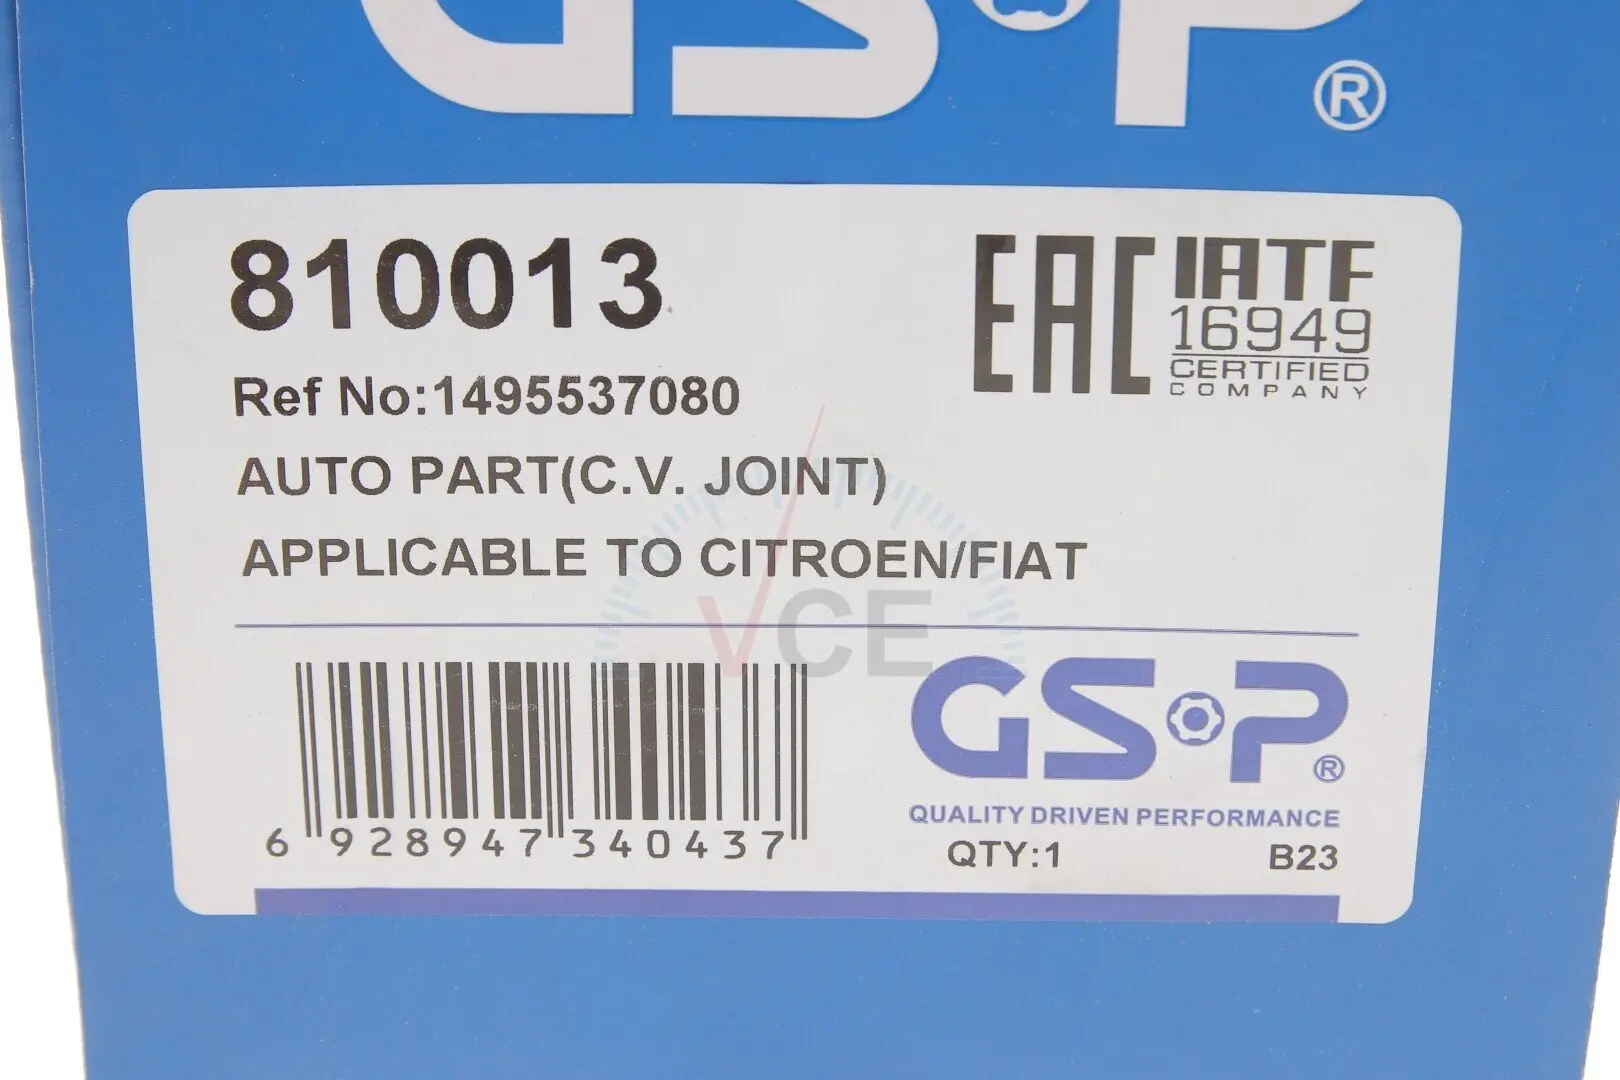 GSP®
810013
EAC IATF
16949
CERTIFIED
COMPANY
Ref No:1495537080
AUTO PART(C.V. JOINT)
APPLICABLE TO CITROEN/FIAT
VCE
GSP®
QUALITY DRIVEN PERFORMANCE
6 928947 340437
QTY:1 B23